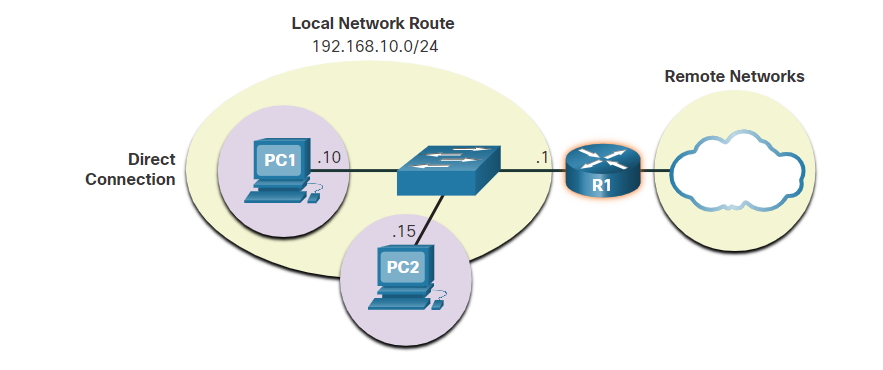 Local Network Route
192.168.10.0/24
Remote Networks
Direct
Connection
PC1
.10
.1
R1
.15
PC2